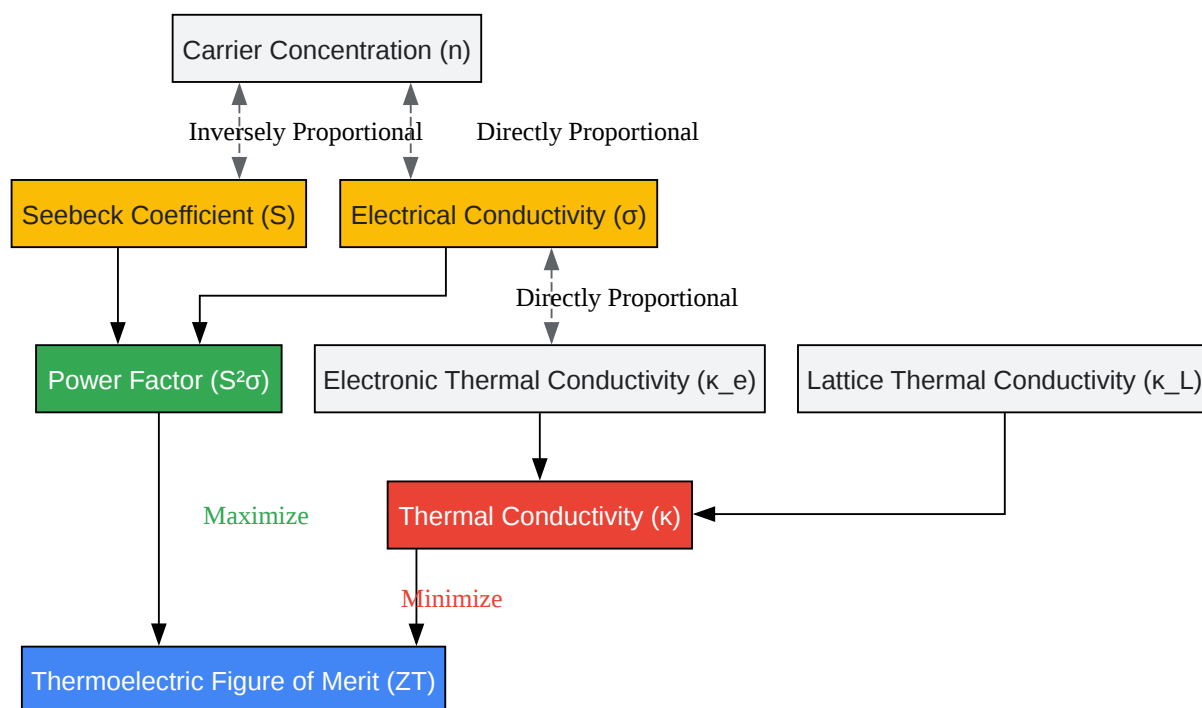 Carrier Concentration (n)
Inversely Proportional
Directly Proportional
Seebeck Coefficient (S)
Electrical Conductivity (σ)
Directly Proportional
Power Factor (S²σ)
Electronic Thermal Conductivity (κ_e)
Lattice Thermal Conductivity (κ_L)
Maximize
Thermal Conductivity (κ)
Minimize
Thermoelectric Figure of Merit (ZT)